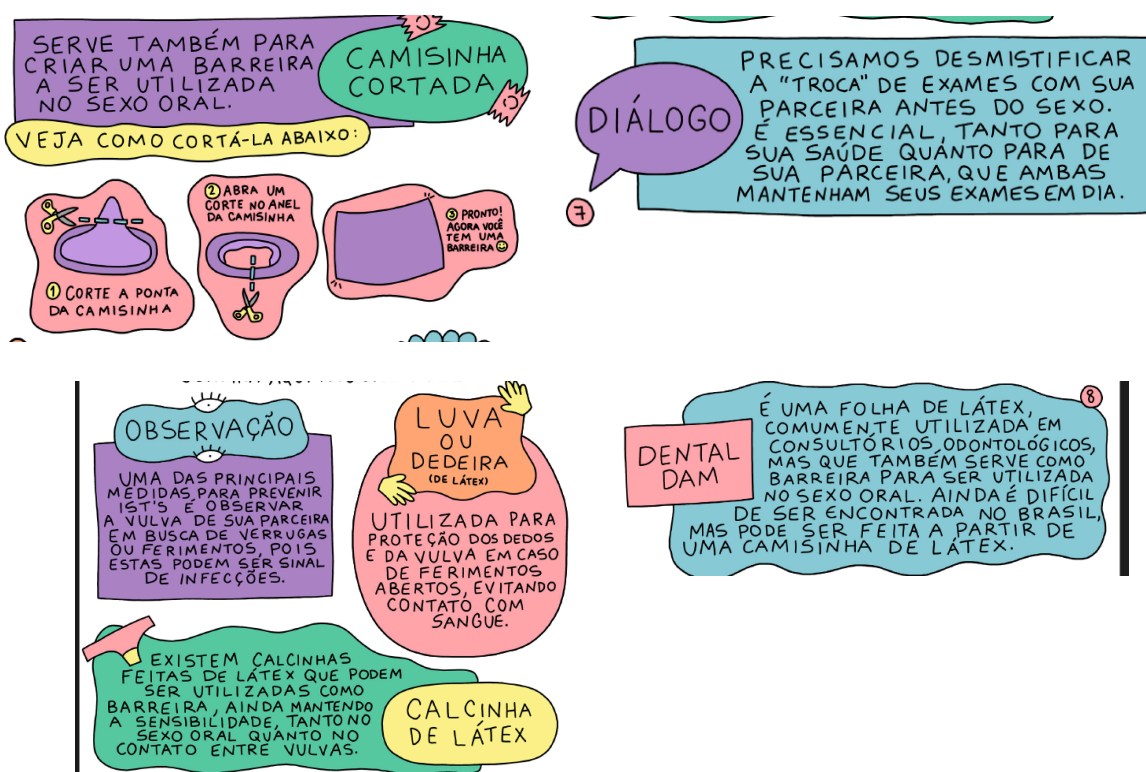 SERVE TAMBÉM PARA
CRIAR UMA BARREIRA
A SER UTILIZADA
NO SEXO ORAL.
CAMISINHA
CORTADA
VEJA COMO CORTÁ-LA ABAIXO:
1 CORTE A PONTA
DA CAMISINHA
2 ABRA UM
CORTE NO ANEL
DA CAMISINHA
3 PRONTO!
AGORA VOCÊ
TEM UMA
BARREIRA
DIÁLOGO
PRECISAMOS DESMISTIFICAR
A "TROCA" DE EXAMES COM SUA
PARCEIRA ANTES DO SEXO.
É ESSENCIAL, TANTO PARA
SUA SAÚDE QUANTO PARA DE
SUA PARCEIRA, QUE AMBAS
MANTENHAM SEUS EXAMES EM DIA.
7
OBSERVAÇÃO
UMA DAS PRINCIPAIS
MEDIDAS PARA PREVENIR
IST'S É OBSERVAR
A VULVA DE SUA PARCEIRA
EM BUSCA DE VERRUGAS
OU FERIMENTOS, POIS
ESTAS PODEM SER SINAL
DE INFECÇÕES.
LUVA
OU
DEDEIRA
(DE LÁTEX)
UTILIZADA PARA
PROTEÇÃO DOS DEDOS
E DA VULVA EM CASO
DE FERIMENTOS
ABERTOS, EVITANDO
CONTATO COM
SANGUE.
EXISTEM CALCINHAS
FEITAS DE LÁTEX QUE PODEM
SER UTILIZADAS COMO
BARREIRA, AINDA MANTENDO
A SENSIBILIDADE, TANTO NO
SEXO ORAL QUANTO NO
CONTATO ENTRE VULVAS.
CALCINHA
DE LÁTEX
8
DENTAL
DAM
É UMA FOLHA DE LÁTEX,
COMUMENTE UTILIZADA EM
CONSULTÓRIOS ODONTOLÓGICOS,
MAS QUE TAMBÉM SERVE COMO
BARREIRA PARA SER UTILIZADA
NO SEXO ORAL. AINDA É DIFÍCIL
DE SER ENCONTRADA NO BRASIL,
MAS PODE SER FEITA A PARTIR DE
UMA CAMISINHA DE LÁTEX.